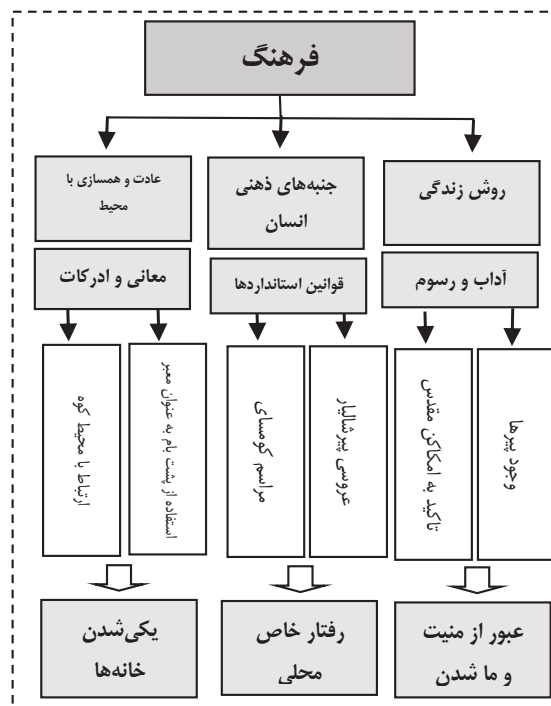 فرهنگ
روش زندگی
جنبه‌های ذهنی
انسان
عادت و همسازی با
محیط
آداب و رسوم
قوانین استانداردها
معانی و ادرکات
وجود پیرها
تاکید به امکاکن مقدس
عروسی پیرشالیار
مراسم کومسای
استفاده از پشت بام به عنوان معبر
ارتباط با محیط کوه
عبور از منیت
و ما شدن
رفتار خاص
محلی
یکی‌شدن
خانه‌ها